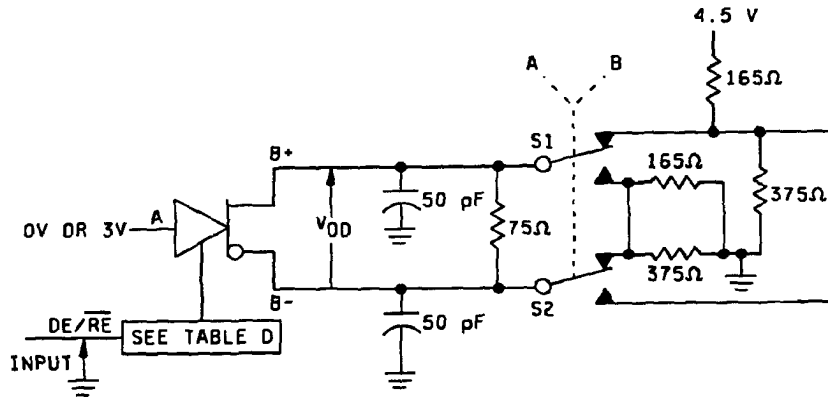 4.5 V
165Ω
A B
S1
B+
165Ω
50 pF
375Ω
0V OR 3V
A
VOD
75Ω
375Ω
B-
S2
50 pF
DE/RE
SEE TABLE D
INPUT